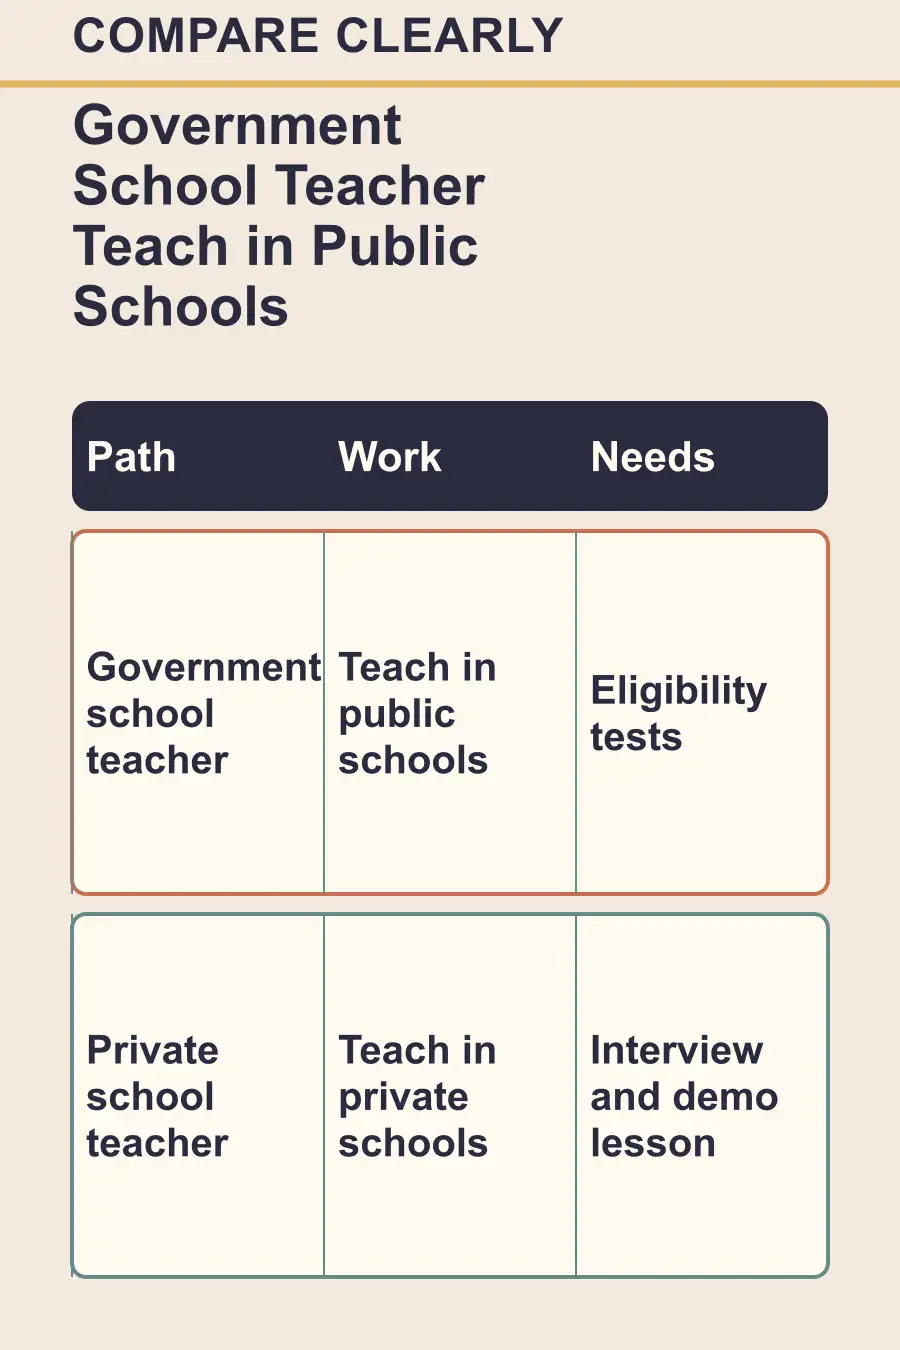 COMPARE CLEARLY
Government
School Teacher
Teach in Public
Schools
Path Work Needs
Government
school
teacher
Teach in
public
schools
Eligibility
tests
Private
school
teacher
Teach in
private
schools
Interview
and demo
lesson